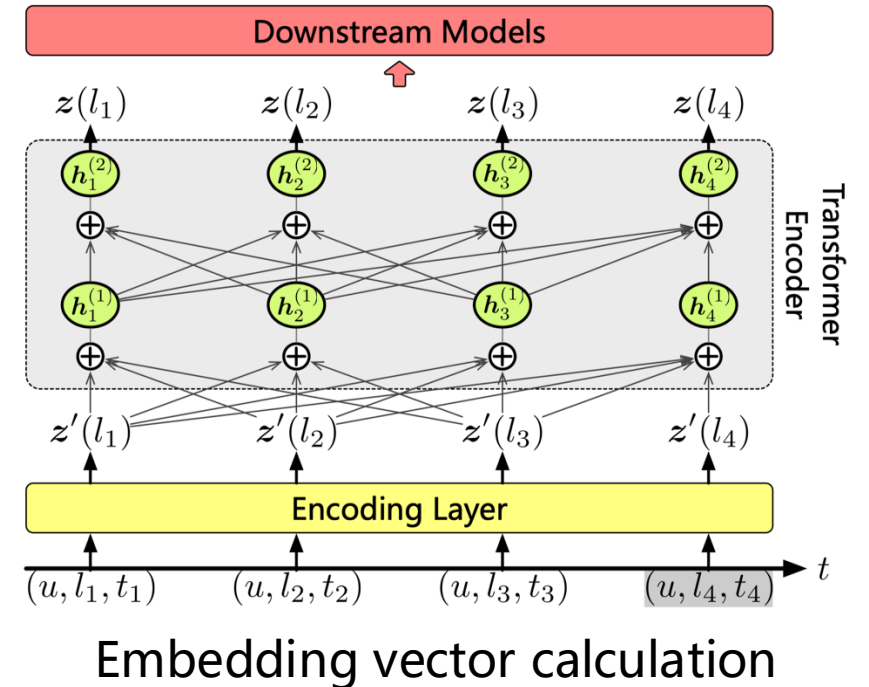 Downstream Models
z(l₁) z(l₂) z(l₃) z(l₄)
h₁⁽²⁾ h₂⁽²⁾ h₃⁽²⁾ h₄⁽²⁾
h₁⁽¹⁾ h₂⁽¹⁾ h₃⁽¹⁾ h₄⁽¹⁾
Transformer
Encoder
z′(l₁) z′(l₂) z′(l₃) z′(l₄)
Encoding Layer
(u, l₁, t₁) (u, l₂, t₂) (u, l₃, t₃) (u, l₄, t₄) t
Embedding vector calculation